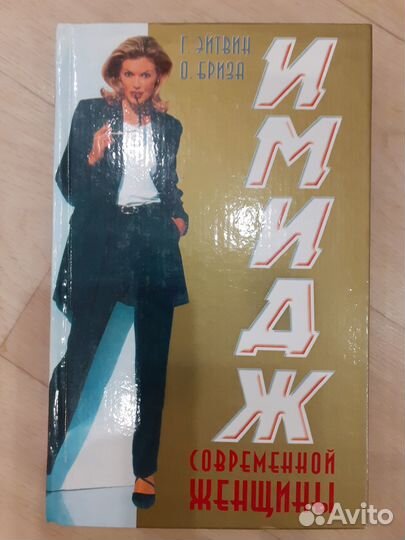 Г. ЭЙТВИН
О. БРИЗА
ИМИДЖ
СОВРЕМЕННОЙ
ЖЕНЩИНЫ
Avito